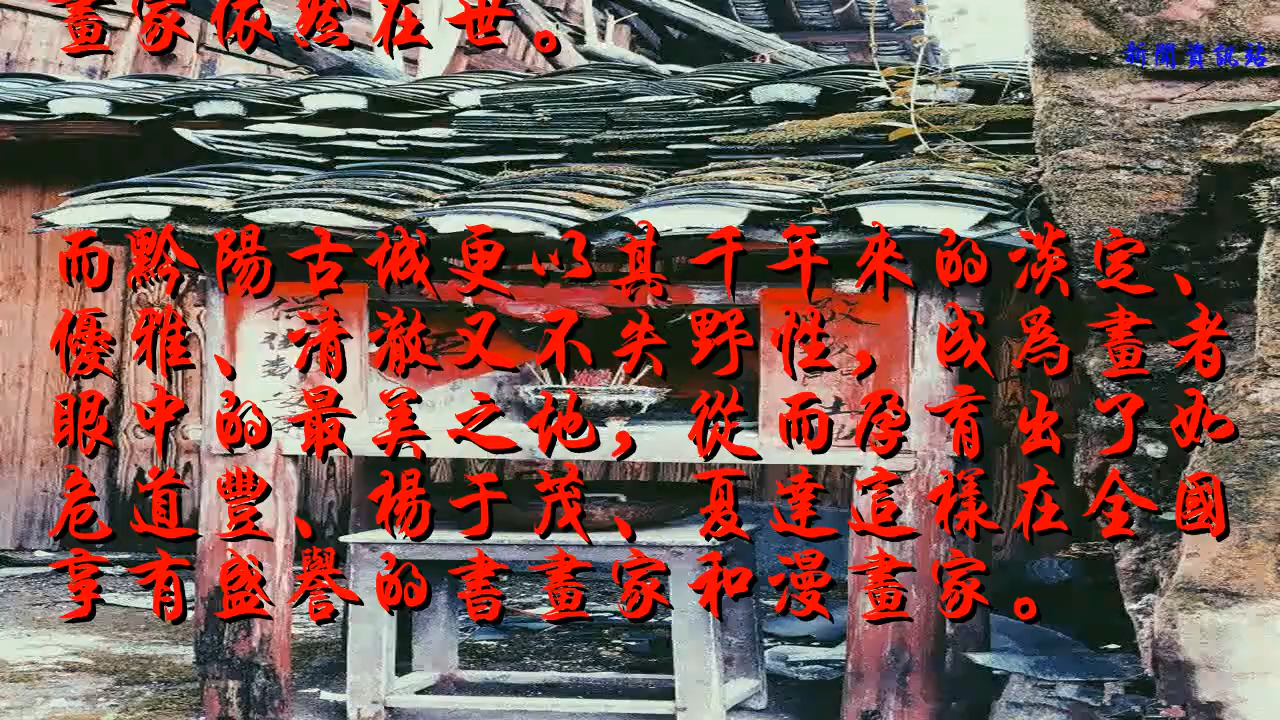 畫家依然在世。
新聞資訊站
而黔陽古城更以其千年來的淡定、
優雅、清澈又不失野性，成為畫者
眼中的最美之地，從而孕育出了如
危道豐、楊于茂、夏達這樣在全國
享有盛譽的書畫家和漫畫家。